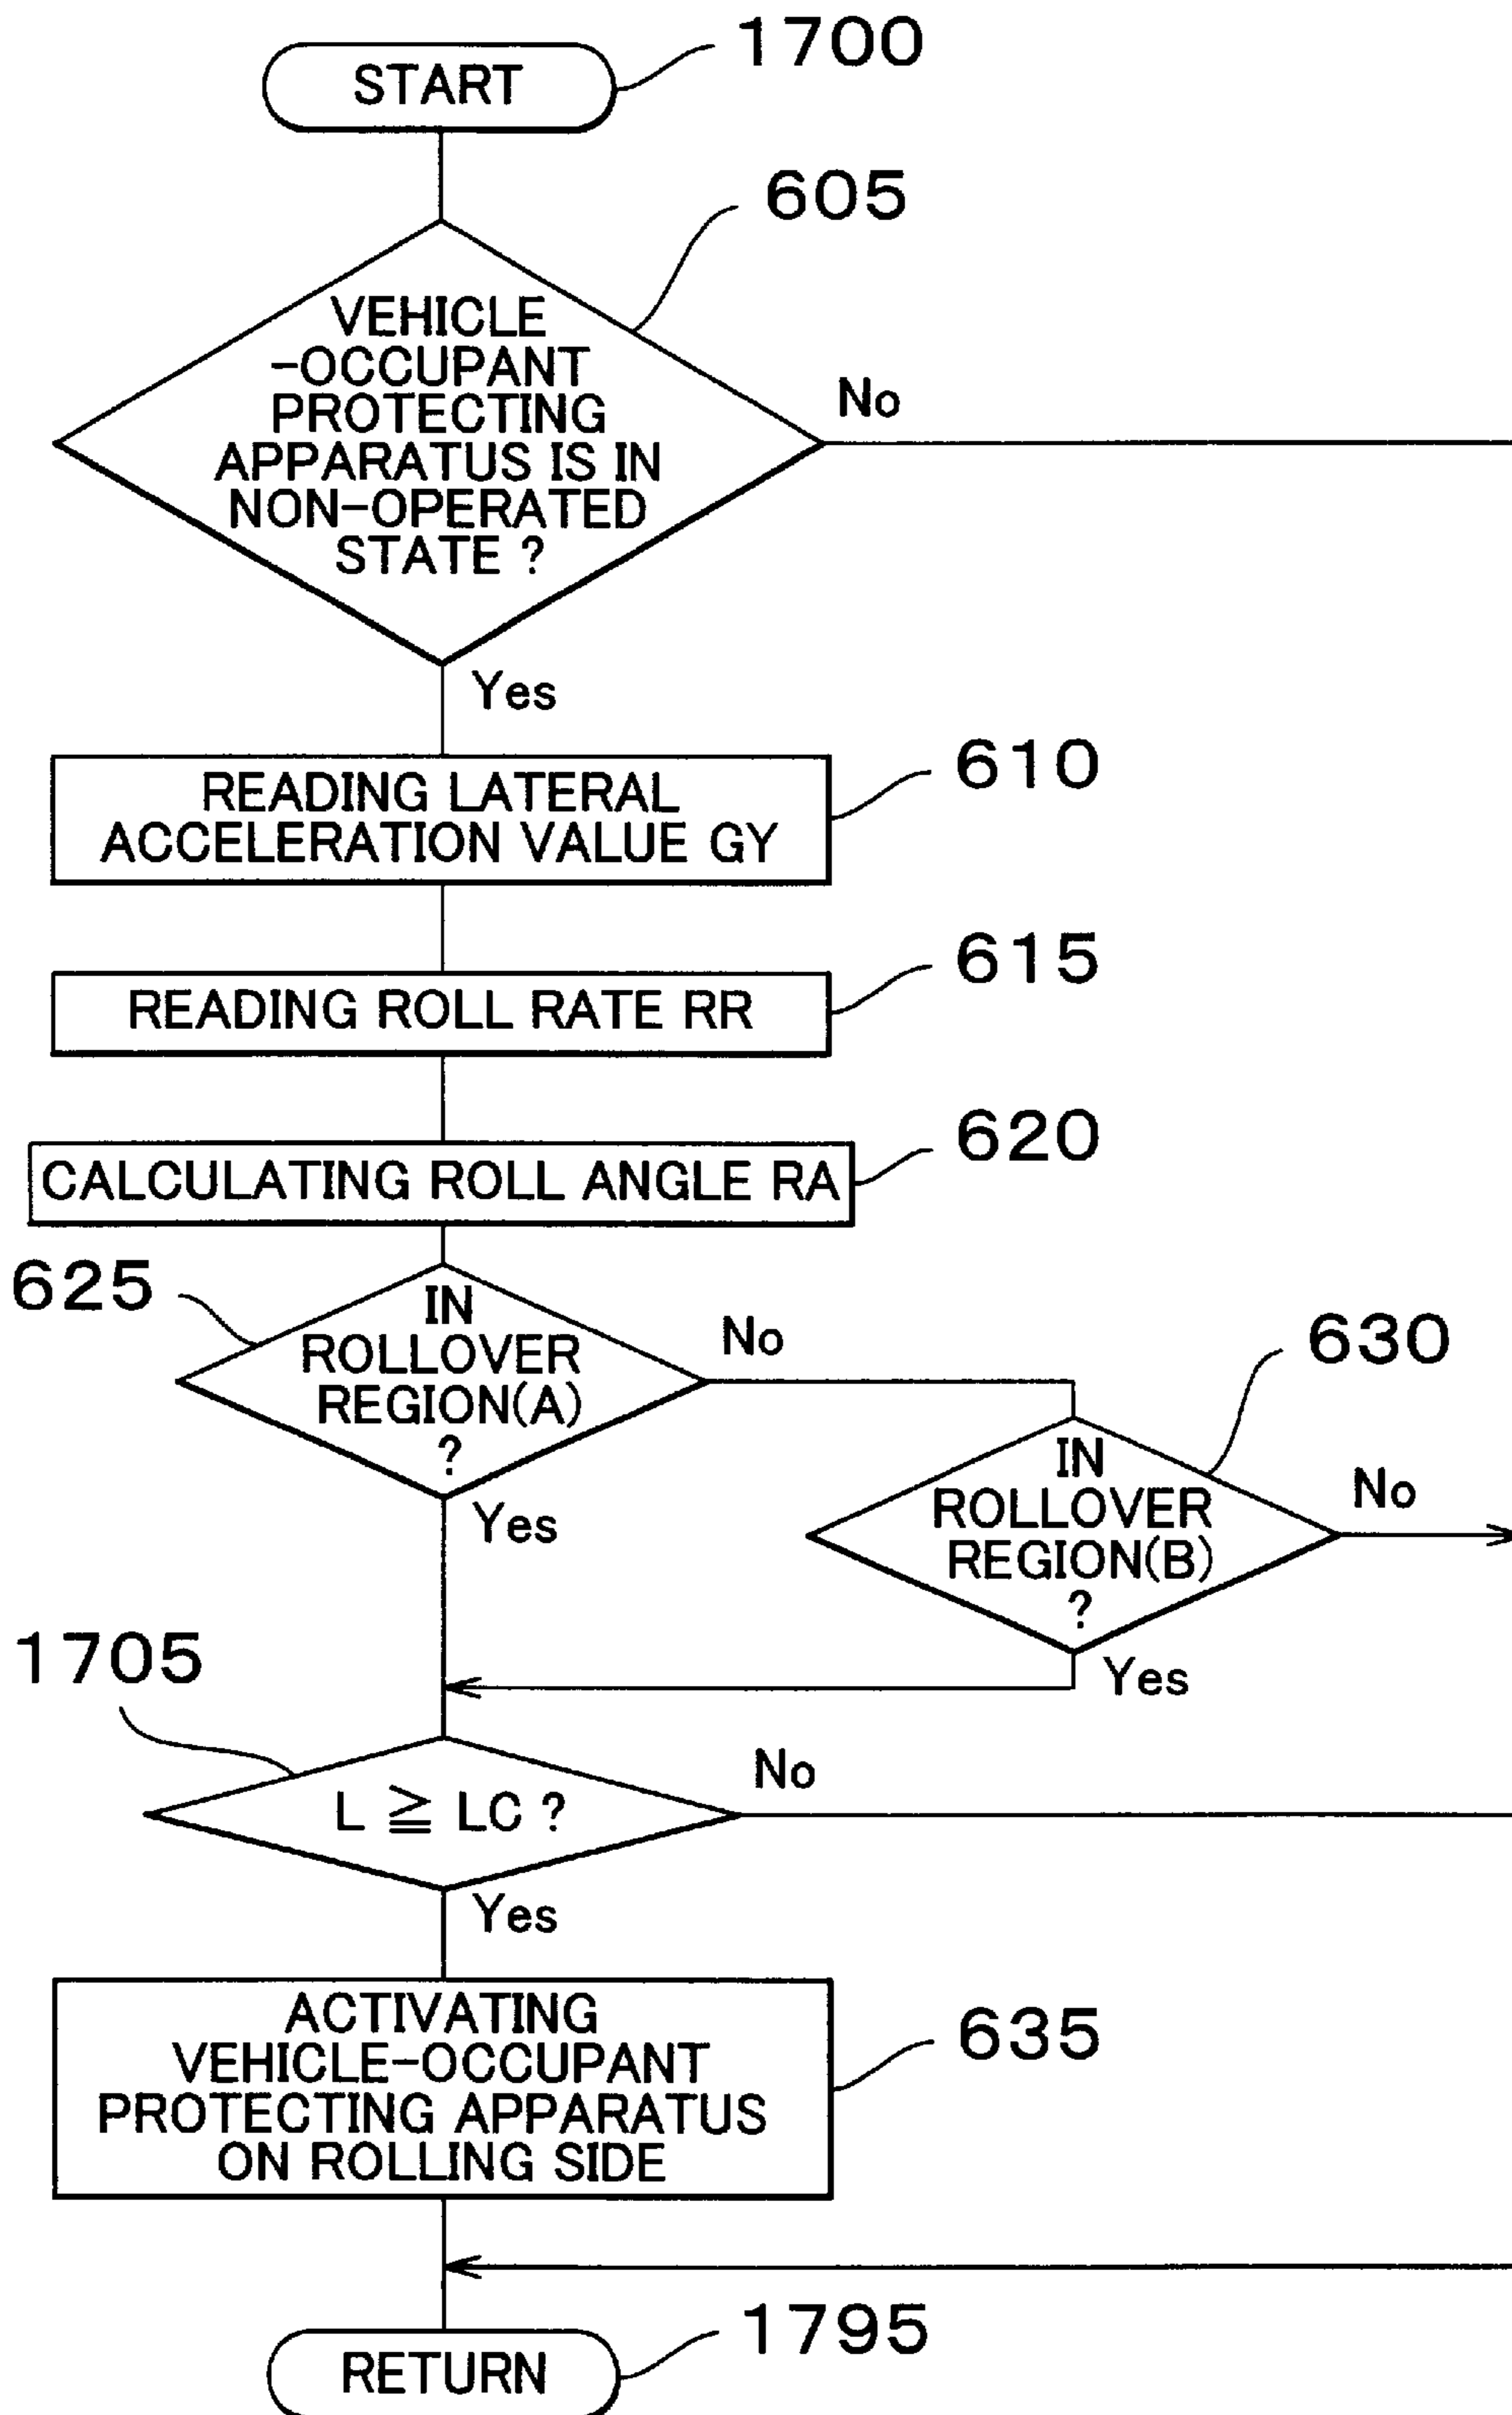 1700
START
605
VEHICLE
-OCCUPANT
PROTECTING
APPARATUS IS IN
NON-OPERATED
STATE ?
No
Yes
610
READING LATERAL
ACCELERATION VALUE GY
615
READING ROLL RATE RR
620
CALCULATING ROLL ANGLE RA
625
IN
ROLLOVER
REGION(A)
?
No
Yes
630
IN
ROLLOVER
REGION(B)
?
No
Yes
1705
L ≧ LC ?
No
Yes
ACTIVATING
VEHICLE-OCCUPANT
PROTECTING APPARATUS
ON ROLLING SIDE
635
1795
RETURN